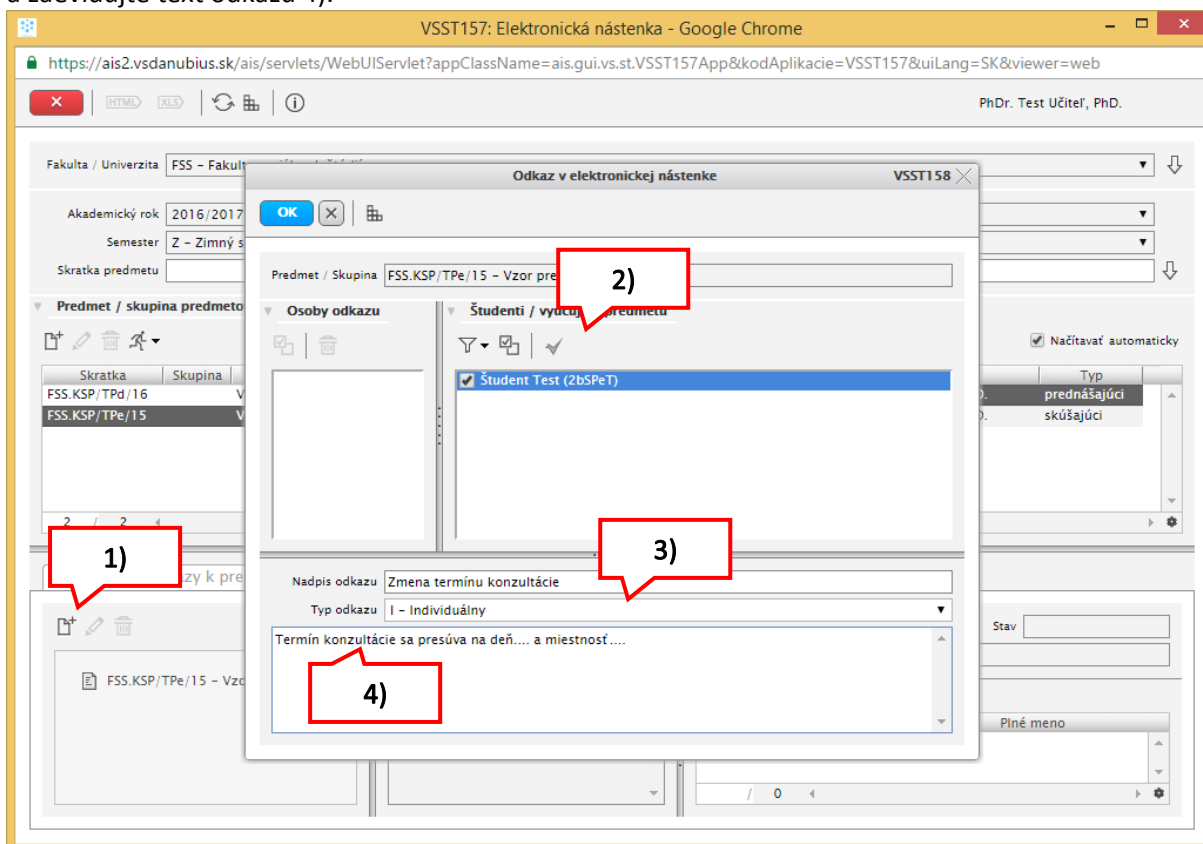 a zaevidujte text odkazu 4).
VSST157: Elektronická nástenka - Google Chrome
https://ais2.vsdanubius.sk/ais/servlets/WebUIServlet?appClassName=ais.gui.vs.st.VSST157App&kodAplikacie=VSST157&uiLang=SK&viewer=web
HTML XLS PhDr. Test Učiteľ, PhD.
Fakulta / Univerzita FSS – Fakult
Odkaz v elektronickej nástenke VSST158
Akademický rok 2016/2017
OK
Semester Z – Zimný s
Skratka predmetu
Predmet / Skupina FSS.KSP/TPe/15 – Vzor pre
2)
Predmet / skupina predmeto
Osoby odkazu
Študenti / vyučuj predmetu
Načítavať automaticky
Skratka Skupina Typ
Študent Test (2bSPeT)
FSS.KSP/TPd/16 V D. prednášajúci
FSS.KSP/TPe/15 V D. skúšajúci
2 / 2
1)
3)
zy k pre
Nadpis odkazu Zmena termínu konzultácie
Typ odkazu I – Individuálny
Stav
Termín konzultácie sa presúva na deň.... a miestnosť....
FSS.KSP/TPe/15 – Vzo
4)
Plné meno
/ 0